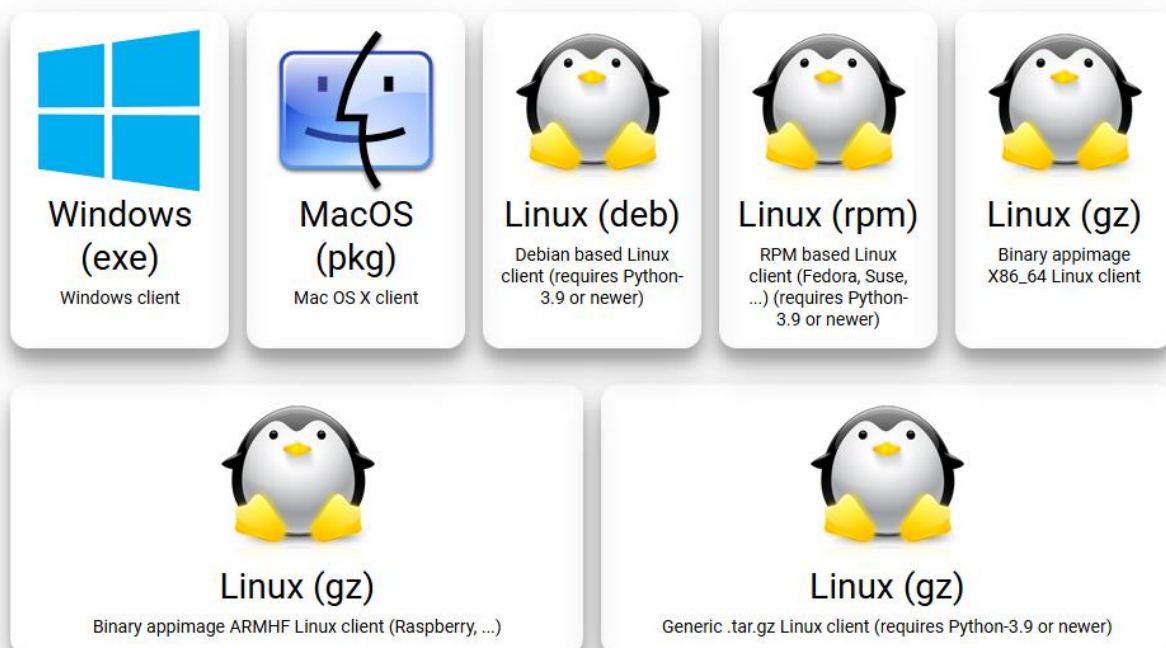 Windows
(exe)
Windows client
MacOS
(pkg)
Mac OS X client
Linux (deb)
Debian based Linux
client (requires Python-
3.9 or newer)
Linux (rpm)
RPM based Linux
client (Fedora, Suse,
...) (requires Python-
3.9 or newer)
Linux (gz)
Binary appimage
X86_64 Linux client
Linux (gz)
Binary appimage ARMHF Linux client (Raspberry, ...)
Linux (gz)
Generic .tar.gz Linux client (requires Python-3.9 or newer)